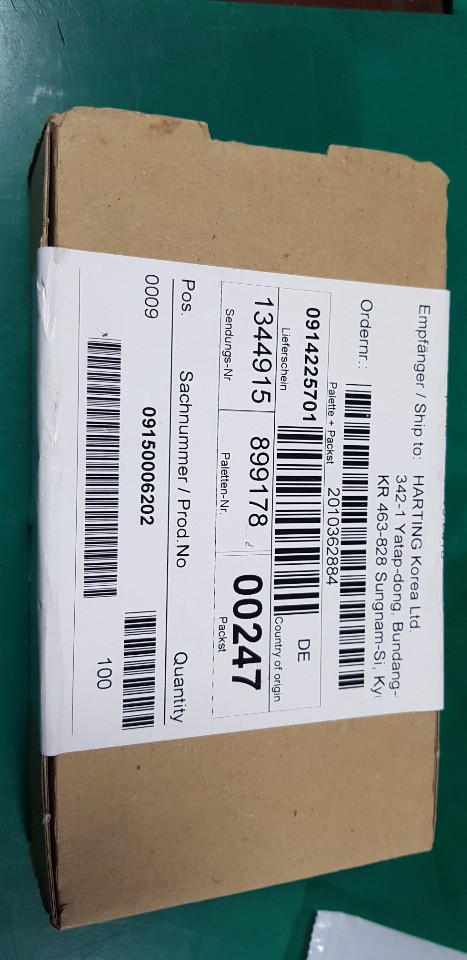 Empfänger / Ship to: HARTING Korea Ltd.
342-1 Yatap-dong, Bundang-
KR 463-828 Sungnam-Si, Ky
Ordernr.:
Palette + Packst 2010362884
0914225701 DE
Lieferschein Country of origin
1344915 899178 00247
Sendungs-Nr Paletten-Nr. Packst
Pos. Sachnummer / Prod.No Quantity
0009 09150006202 100